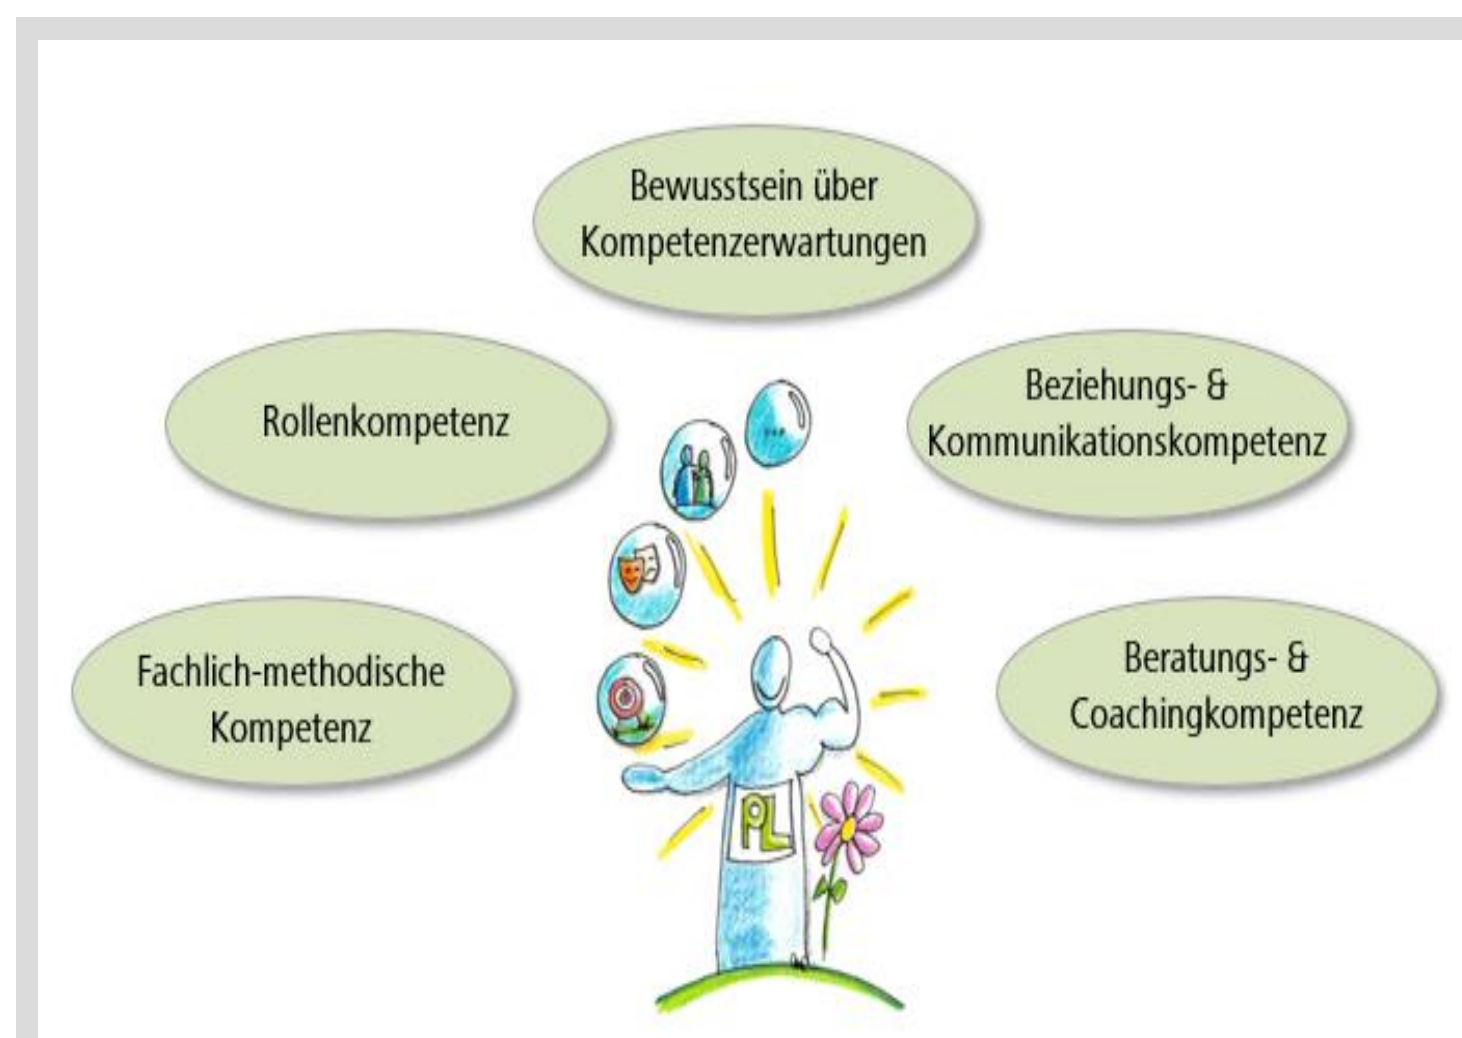 Bewusstsein über
Kompetenzerwartungen
Rollenkompetenz
Beziehungs- &
Kommunikationskompetenz
Fachlich-methodische
Kompetenz
Beratungs- &
Coachingkompetenz
...
PL